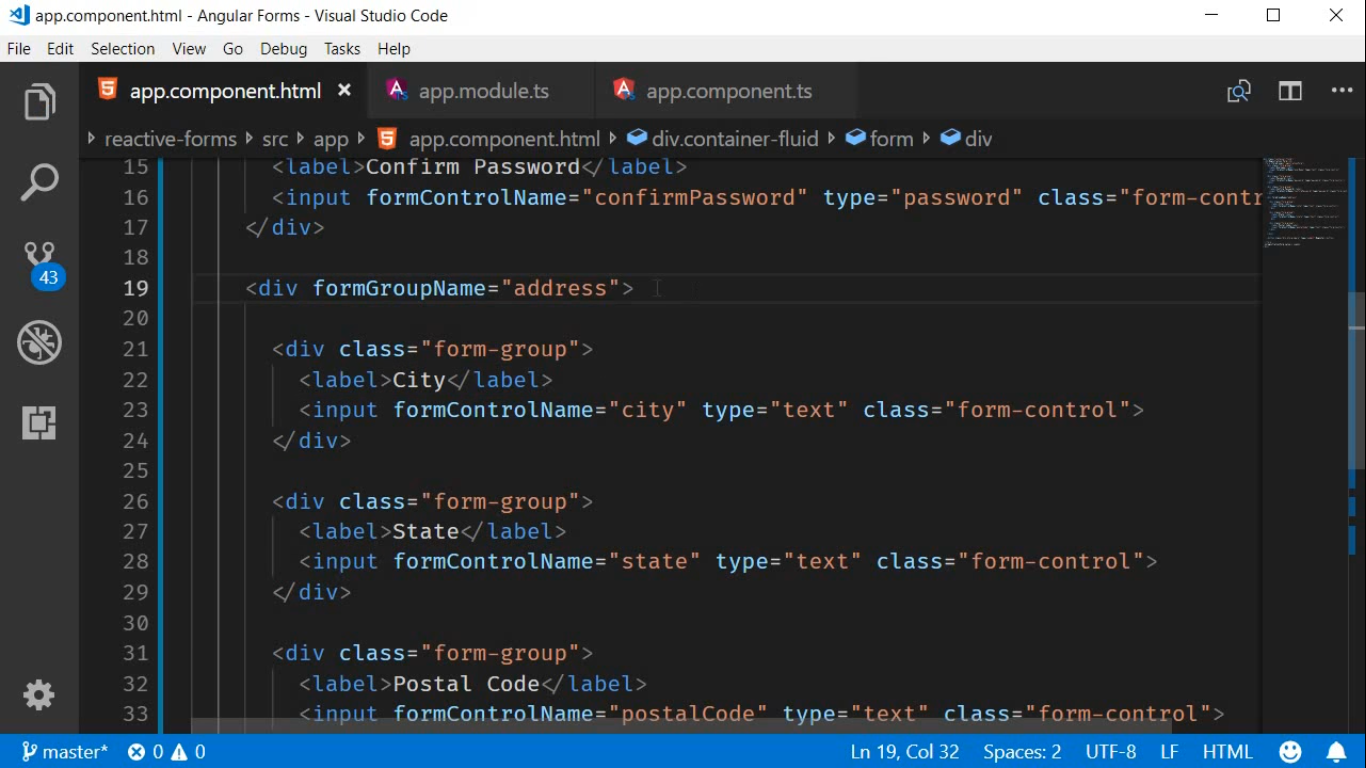 app.component.html - Angular Forms - Visual Studio Code
File Edit Selection View Go Debug Tasks Help
app.component.html app.module.ts app.component.ts
reactive-forms src app app.component.html div.container-fluid form div
15 <label>Confirm Password</label>
16 <input formControlName="confirmPassword" type="password" class="form-contr
17 </div>
18
19 <div formGroupName="address">
20
21 <div class="form-group">
22 <label>City</label>
23 <input formControlName="city" type="text" class="form-control">
24 </div>
25
26 <div class="form-group">
27 <label>State</label>
28 <input formControlName="state" type="text" class="form-control">
29 </div>
30
31 <div class="form-group">
32 <label>Postal Code</label>
33 <input formControlName="postalCode" type="text" class="form-control">
43
master* 0 0 Ln 19, Col 32 Spaces: 2 UTF-8 LF HTML